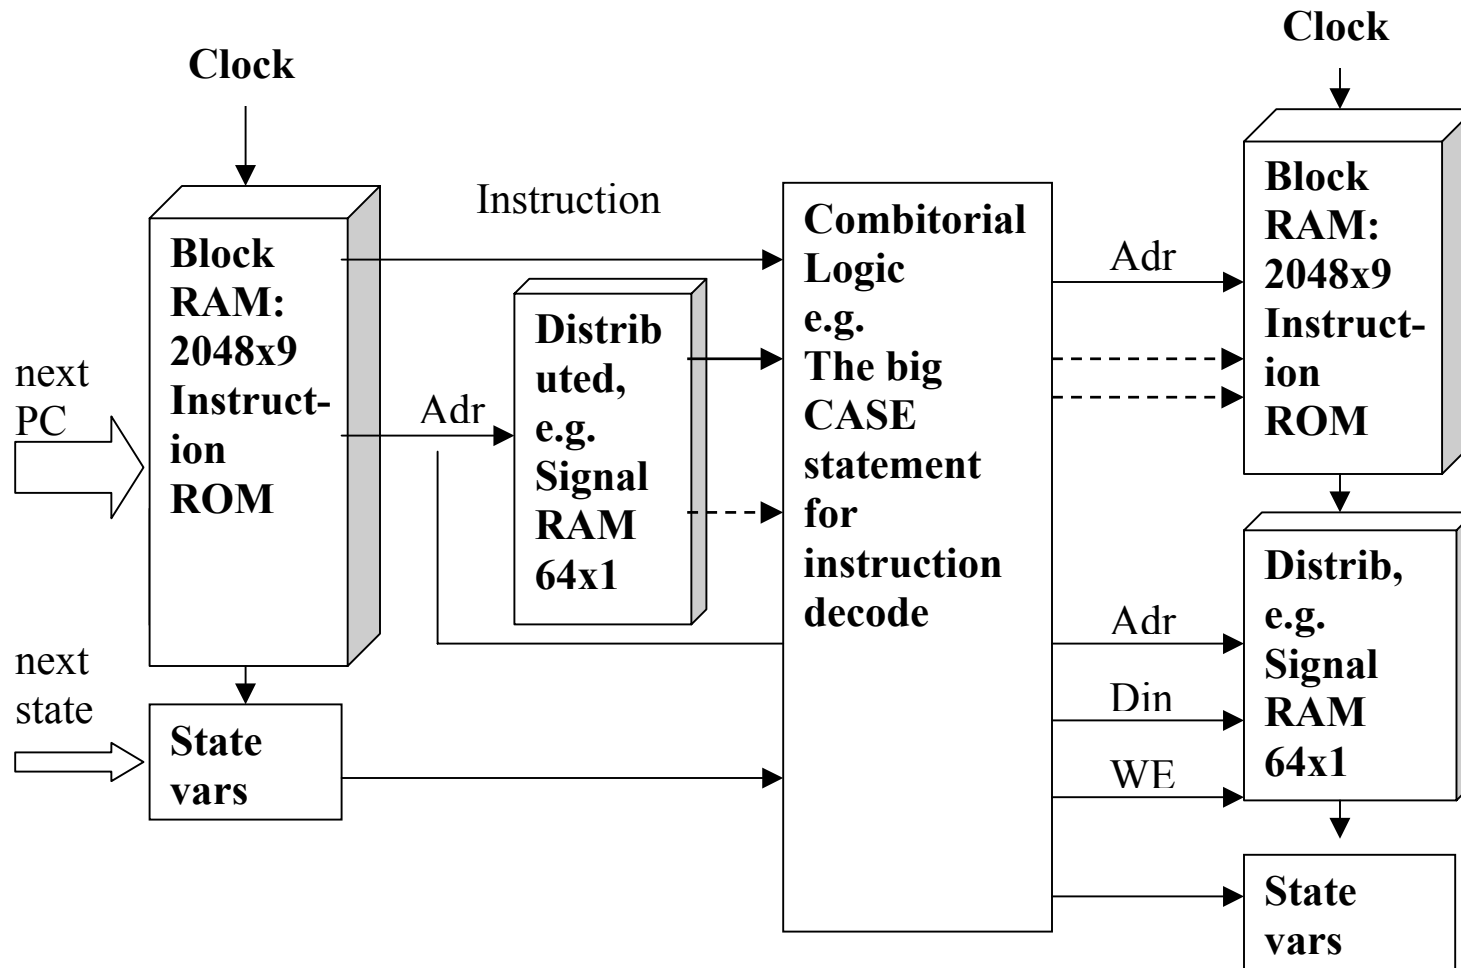 Clock
Clock
Instruction
Block
RAM:
2048x9
Instruct-
ion
ROM
next
PC
Adr
Distrib
uted,
e.g.
Signal
RAM
64x1
Combitorial
Logic
e.g.
The big
CASE
statement
for
instruction
decode
Adr
Block
RAM:
2048x9
Instruct-
ion
ROM
next
state
State
vars
Adr
Din
WE
Distrib,
e.g.
Signal
RAM
64x1
State
vars